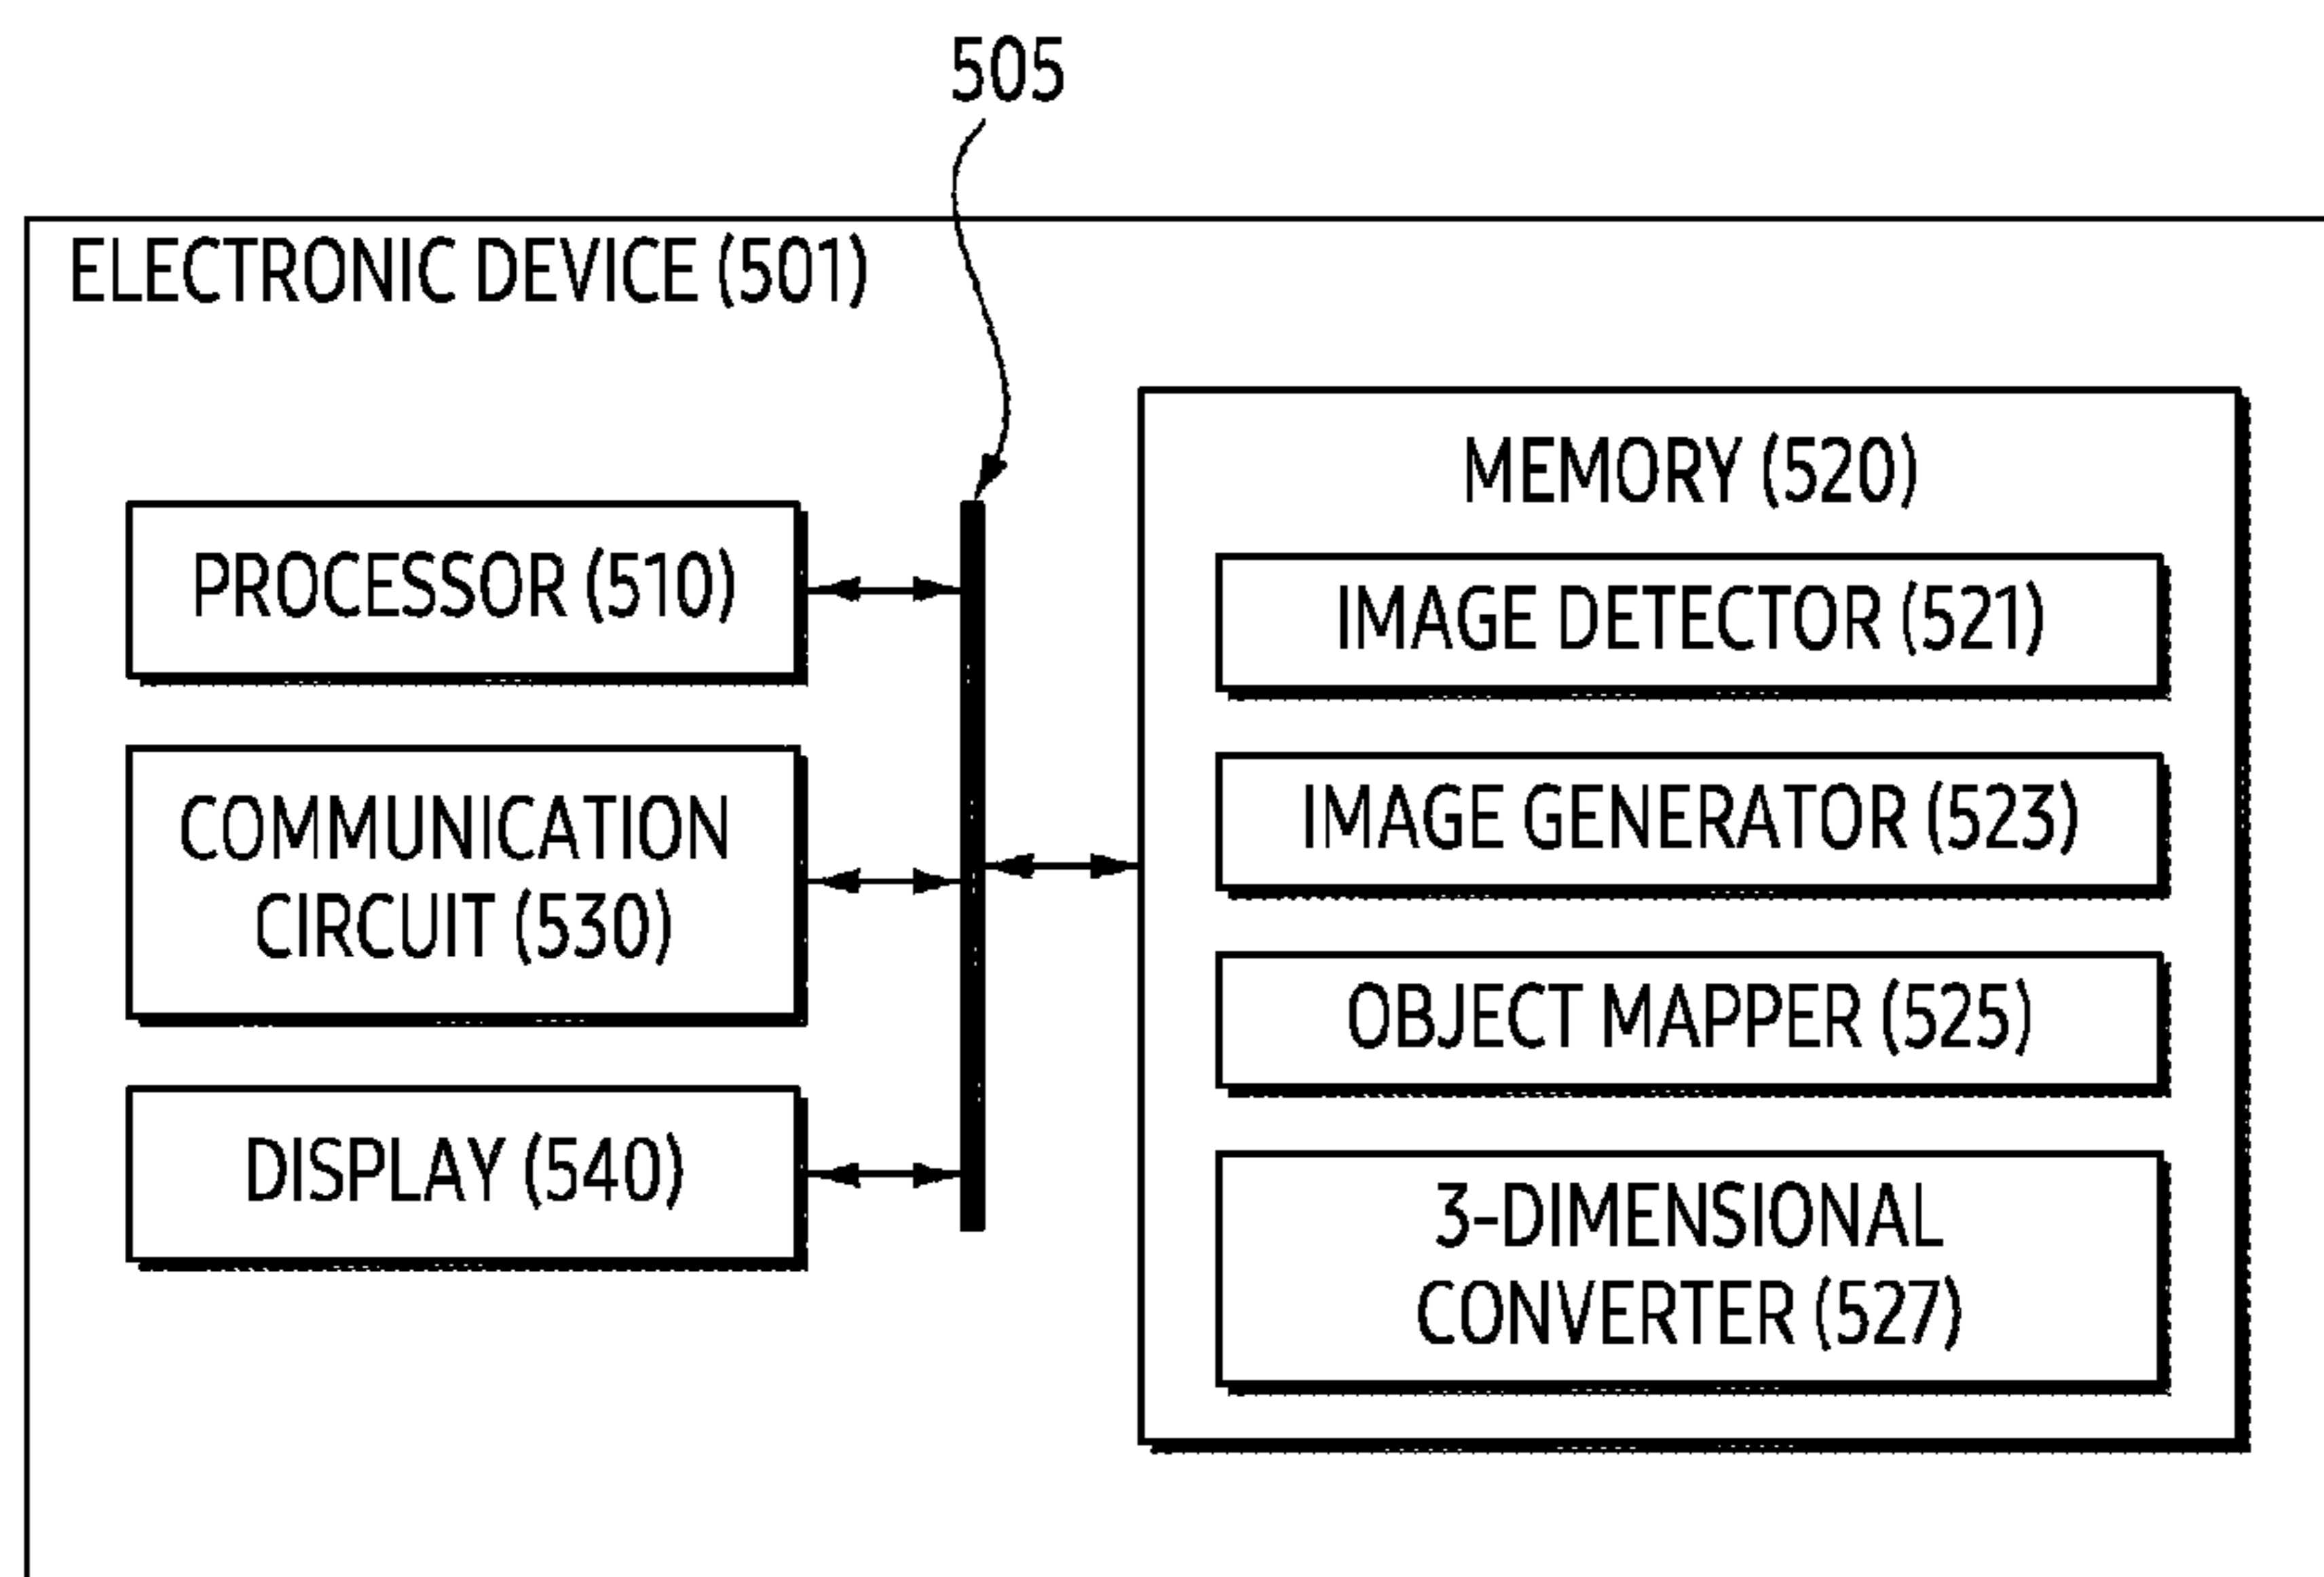 505
ELECTRONIC DEVICE (501)
PROCESSOR (510)
COMMUNICATION
CIRCUIT (530)
DISPLAY (540)
MEMORY (520)
IMAGE DETECTOR (521)
IMAGE GENERATOR (523)
OBJECT MAPPER (525)
3-DIMENSIONAL
CONVERTER (527)